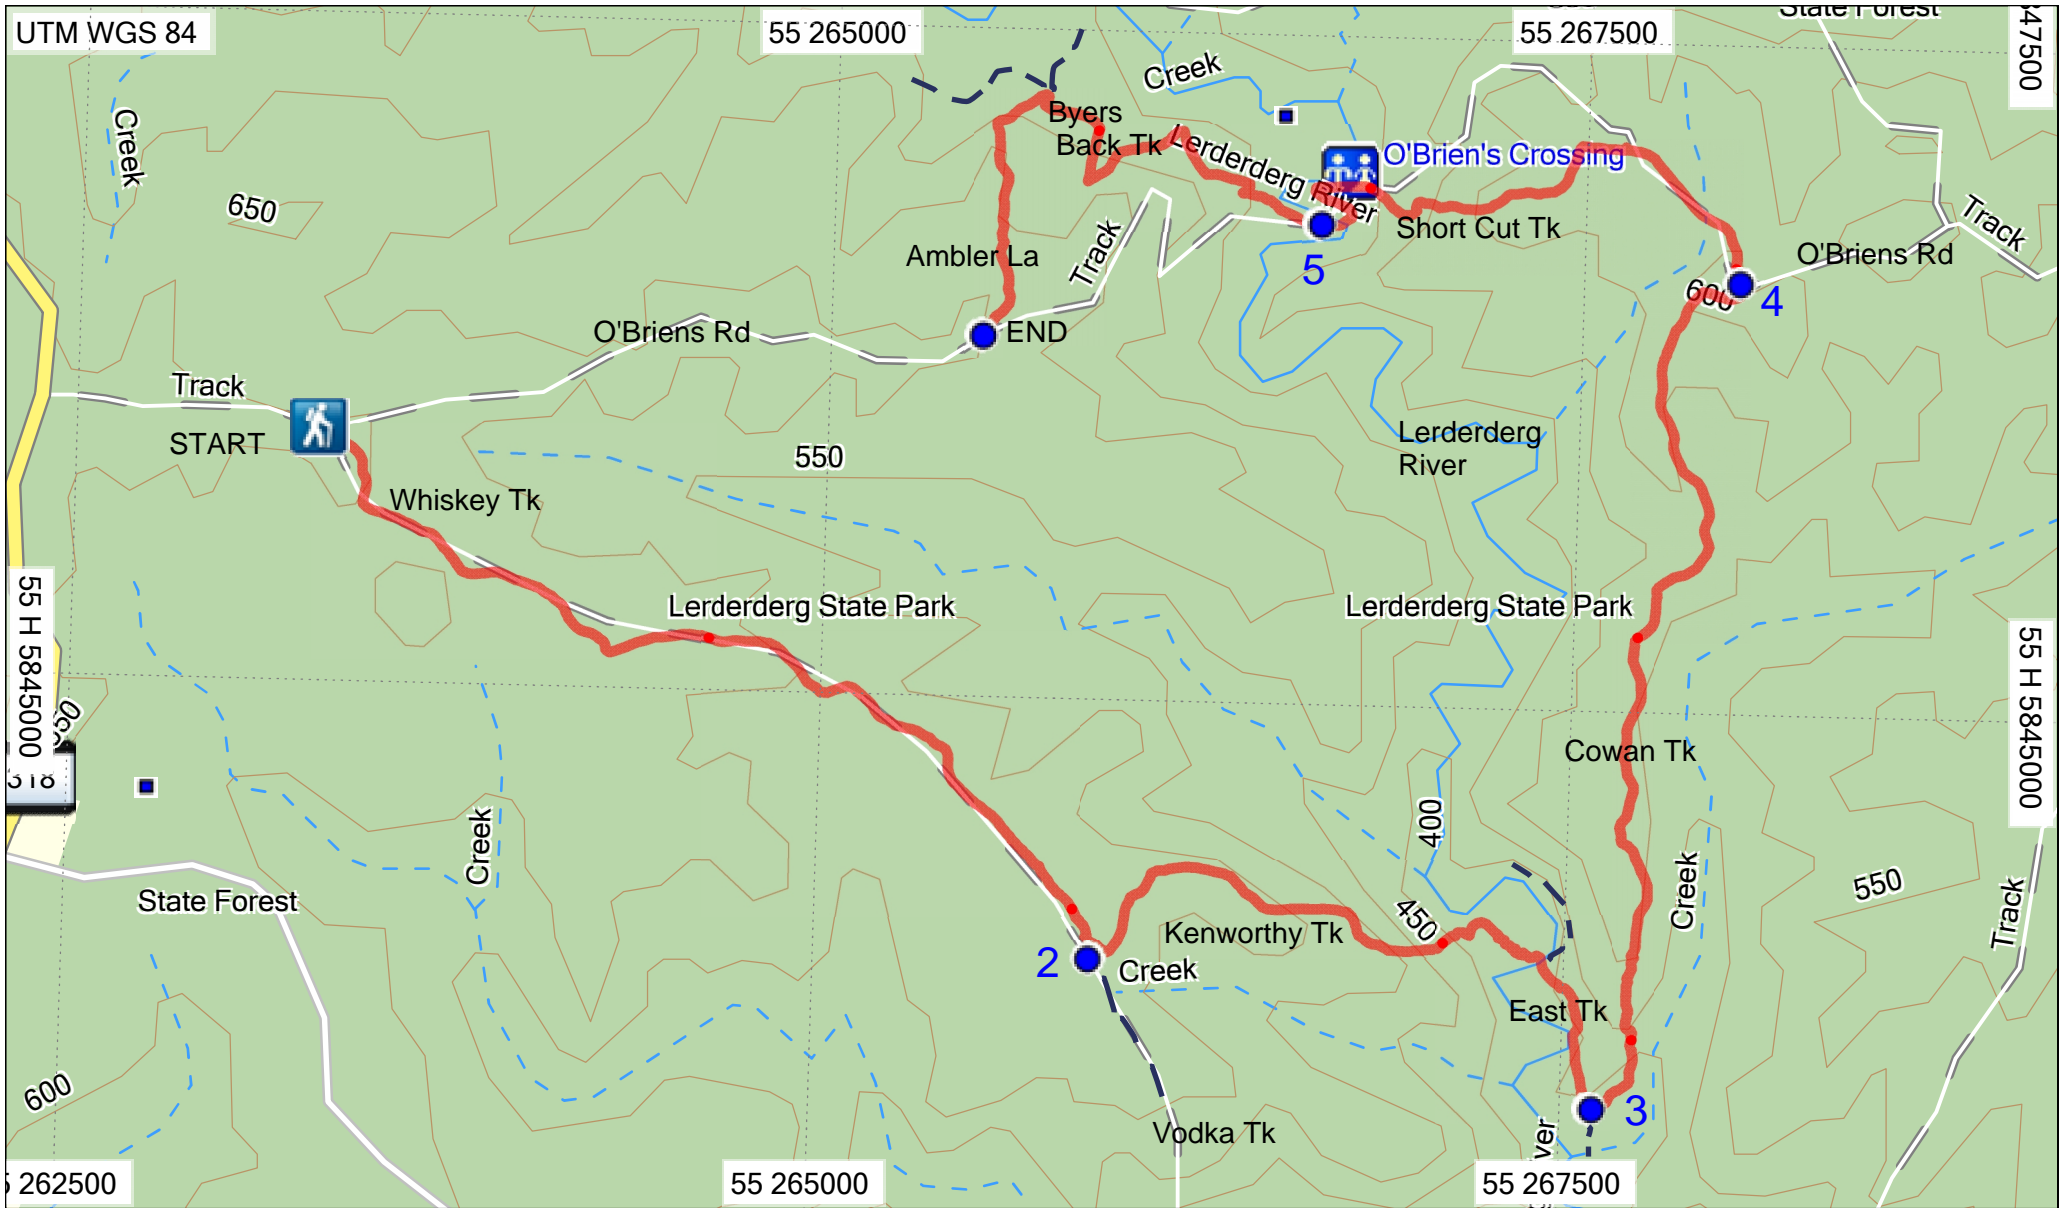 UTM WGS 84
55 265000
55 267500
State Forest
47500
Creek
Creek
Byers
Back Tk
Lerderderg River
O'Brien's Crossing
650
Short Cut Tk
Track
Ambler La
Track
O'Briens Rd
5
600
4
O'Briens Rd
END
Track
START
Lerderderg
River
550
Whiskey Tk
55 H 5845000
Lerderderg State Park
Lerderderg State Park
55 H 5845000
Cowan Tk
318
400
Creek
Creek
550
State Forest
450
Kenworthy Tk
Track
2
Creek
East Tk
600
3
Vodka Tk
262500
55 265000
55 267500